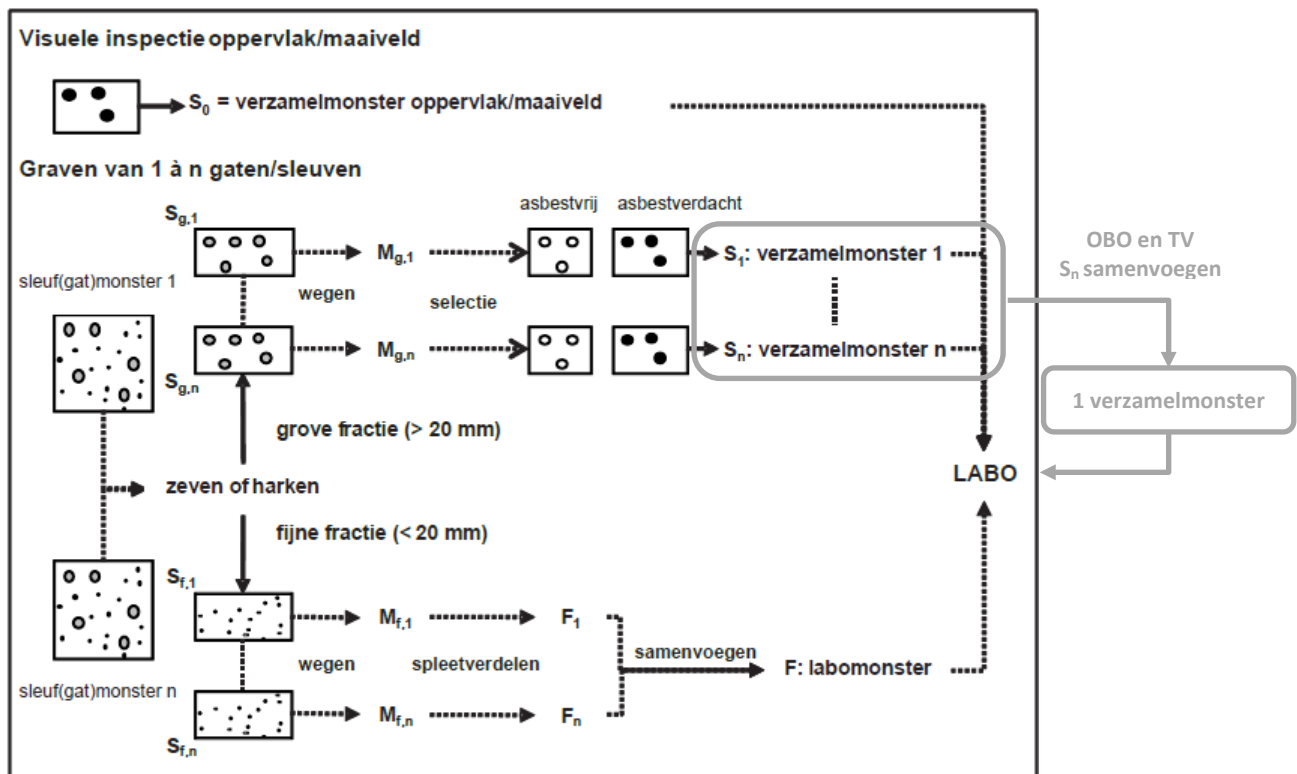 Visuele inspectie oppervlak/maaiveld
S0 = verzamelmonster oppervlak/maaiveld
Graven van 1 à n gaten/sleuven
Sg,1
asbestvrij
asbestverdacht
sleuf(gat)monster 1
wegen
Mg,1
selectie
S1: verzamelmonster 1
OBO en TV
Sn samenvoegen
Sg,n
Mg,n
Sn: verzamelmonster n
1 verzamelmonster
grove fractie (> 20 mm)
zeven of harken
LABO
fijne fractie (< 20 mm)
Sf,1
Mf,1
F1
wegen
spleetverdelen
samenvoegen
F: labomonster
sleuf(gat)monster n
Sf,n
Mf,n
Fn